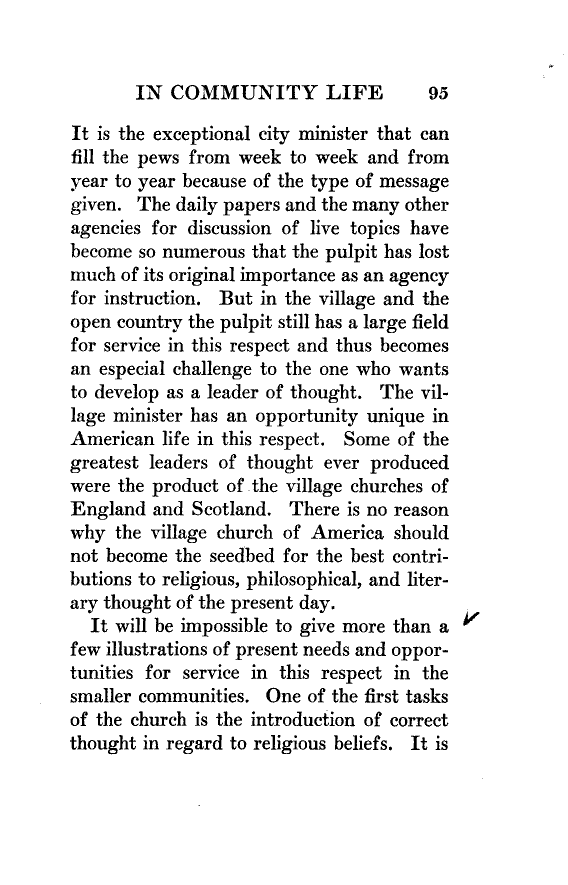 IN COMMUNITY LIFE 95
It is the exceptional city minister that can
fill the pews from week to week and from
year to year because of the type of message
given. The daily papers and the many other
agencies for discussion of live topics have
become so numerous that the pulpit has lost
much of its original importance as an agency
for instruction. But in the village and the
open country the pulpit still has a large field
for service in this respect and thus becomes
an especial challenge to the one who wants
to develop as a leader of thought. The vil-
lage minister has an opportunity unique in
American life in this respect. Some of the
greatest leaders of thought ever produced
were the product of the village churches of
England and Scotland. There is no reason
why the village church of America should
not become the seedbed for the best contri-
butions to religious, philosophical, and liter-
ary thought of the present day.
It will be impossible to give more than a
few illustrations of present needs and oppor-
tunities for service in this respect in the
smaller communities. One of the first tasks
of the church is the introduction of correct
thought in regard to religious beliefs. It is